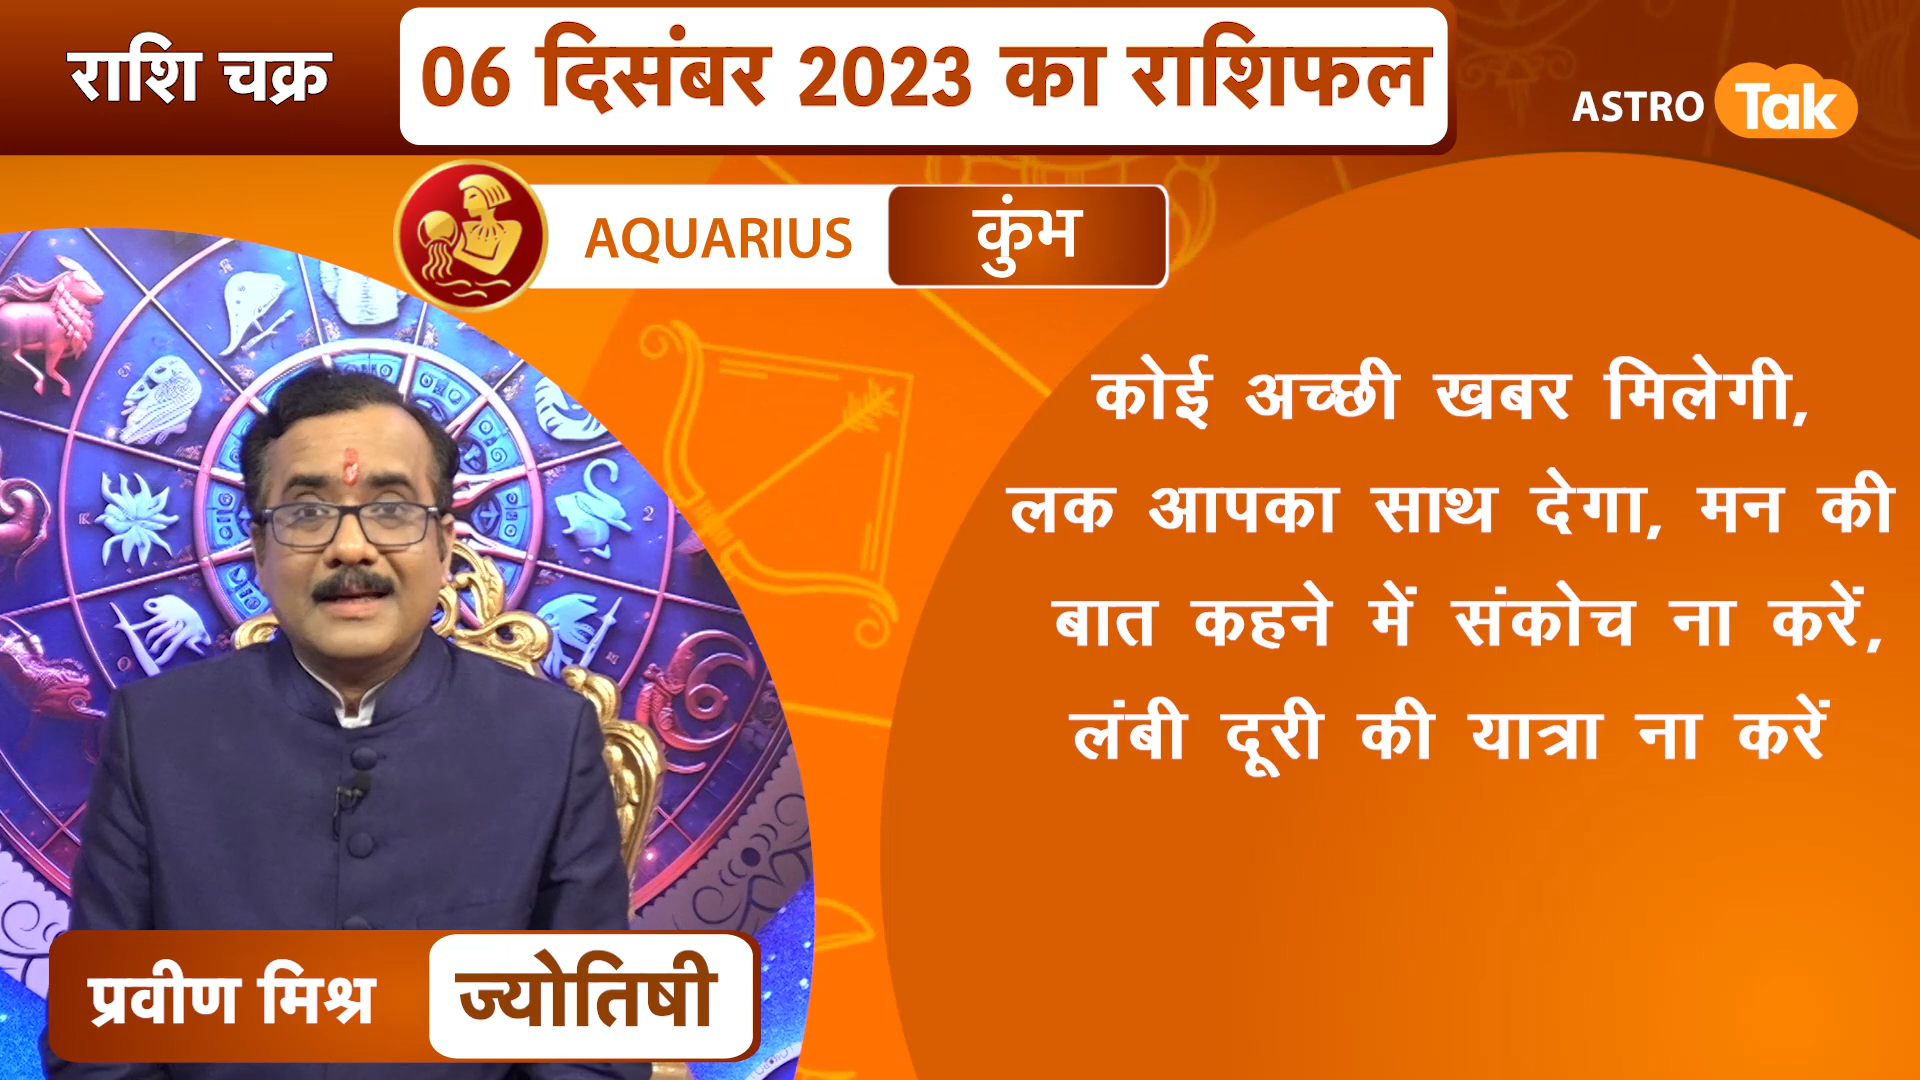 राशि चक्र
06 दिसंबर 2023 का राशिफल
ASTRO Tak
AQUARIUS कुंभ
कोई अच्छी खबर मिलेगी,
लक आपका साथ देगा, मन की
बात कहने में संकोच ना करें,
लंबी दूरी की यात्रा ना करें
प्रवीण मिश्र ज्योतिषी